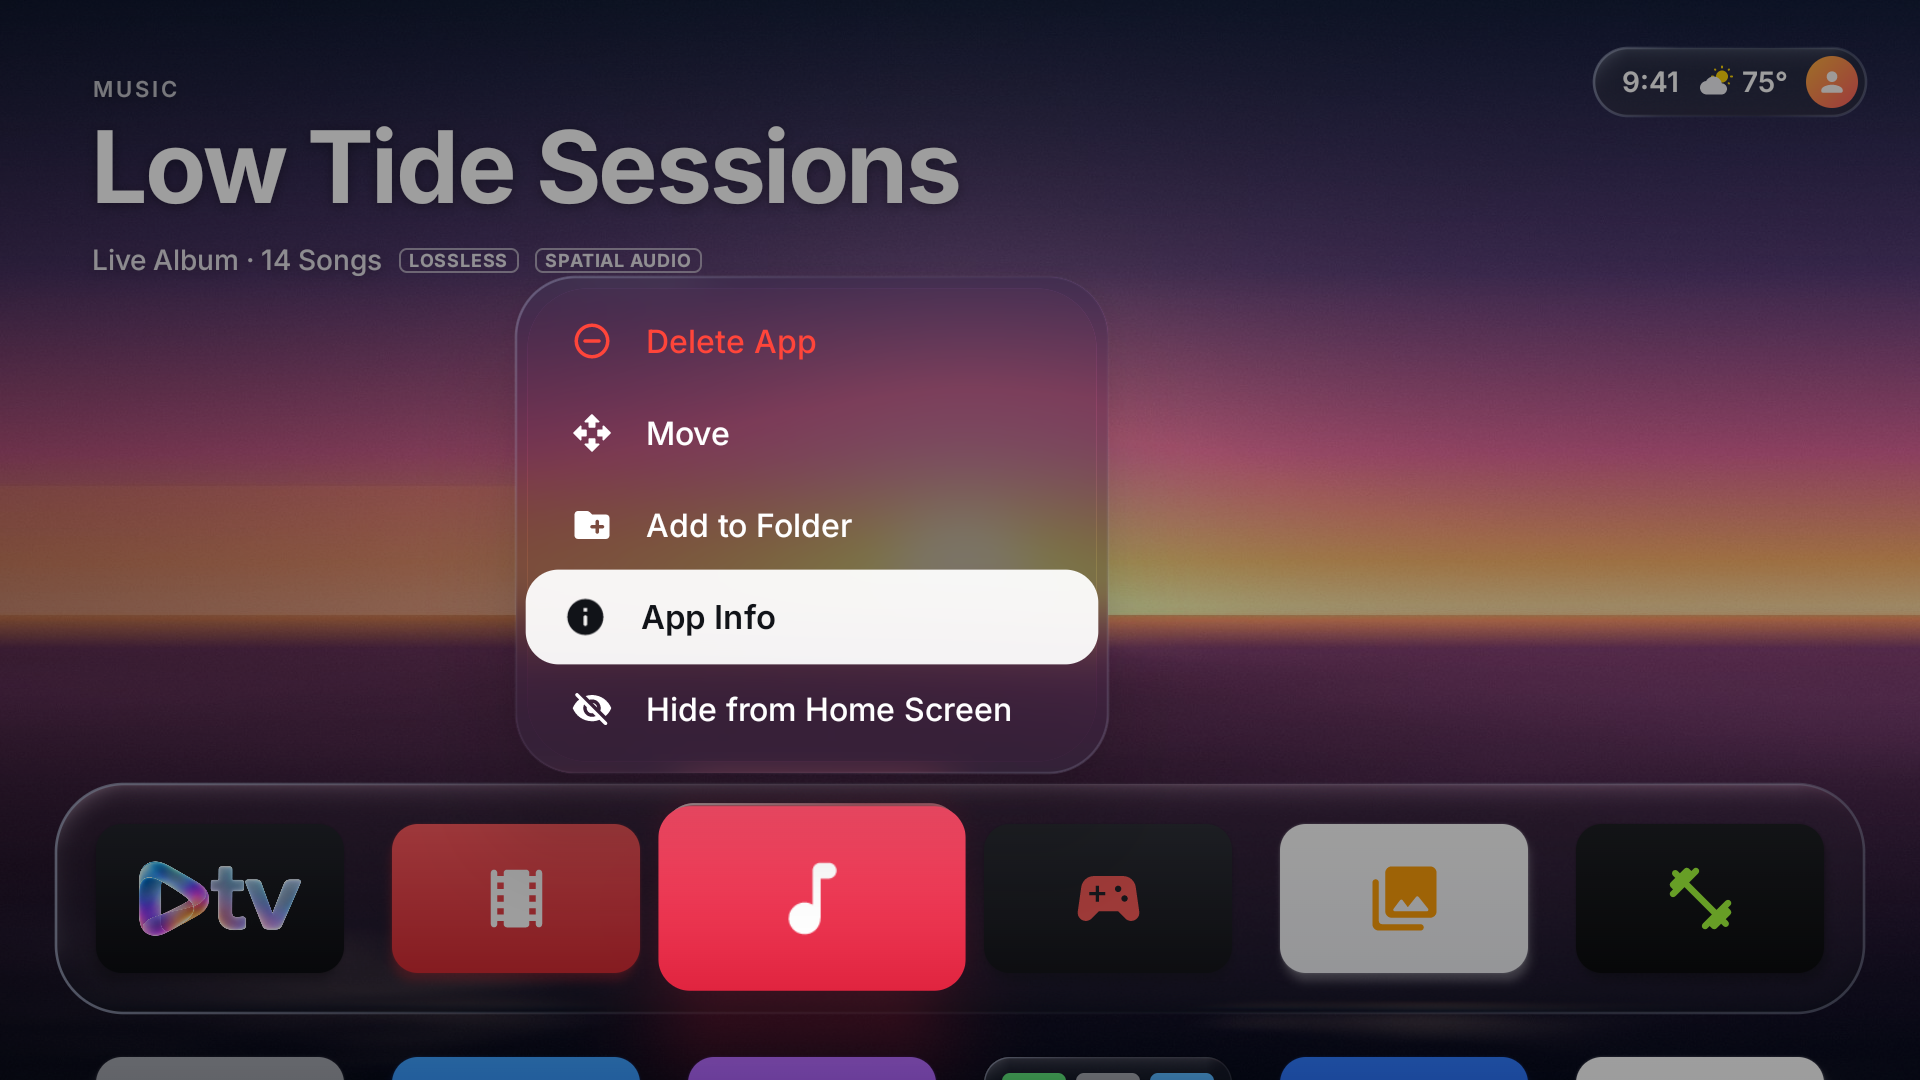 MUSIC
9:41 75°
Low Tide Sessions
Live Album · 14 Songs LOSSLESS SPATIAL AUDIO
Delete App
Move
Add to Folder
App Info
Hide from Home Screen
tv